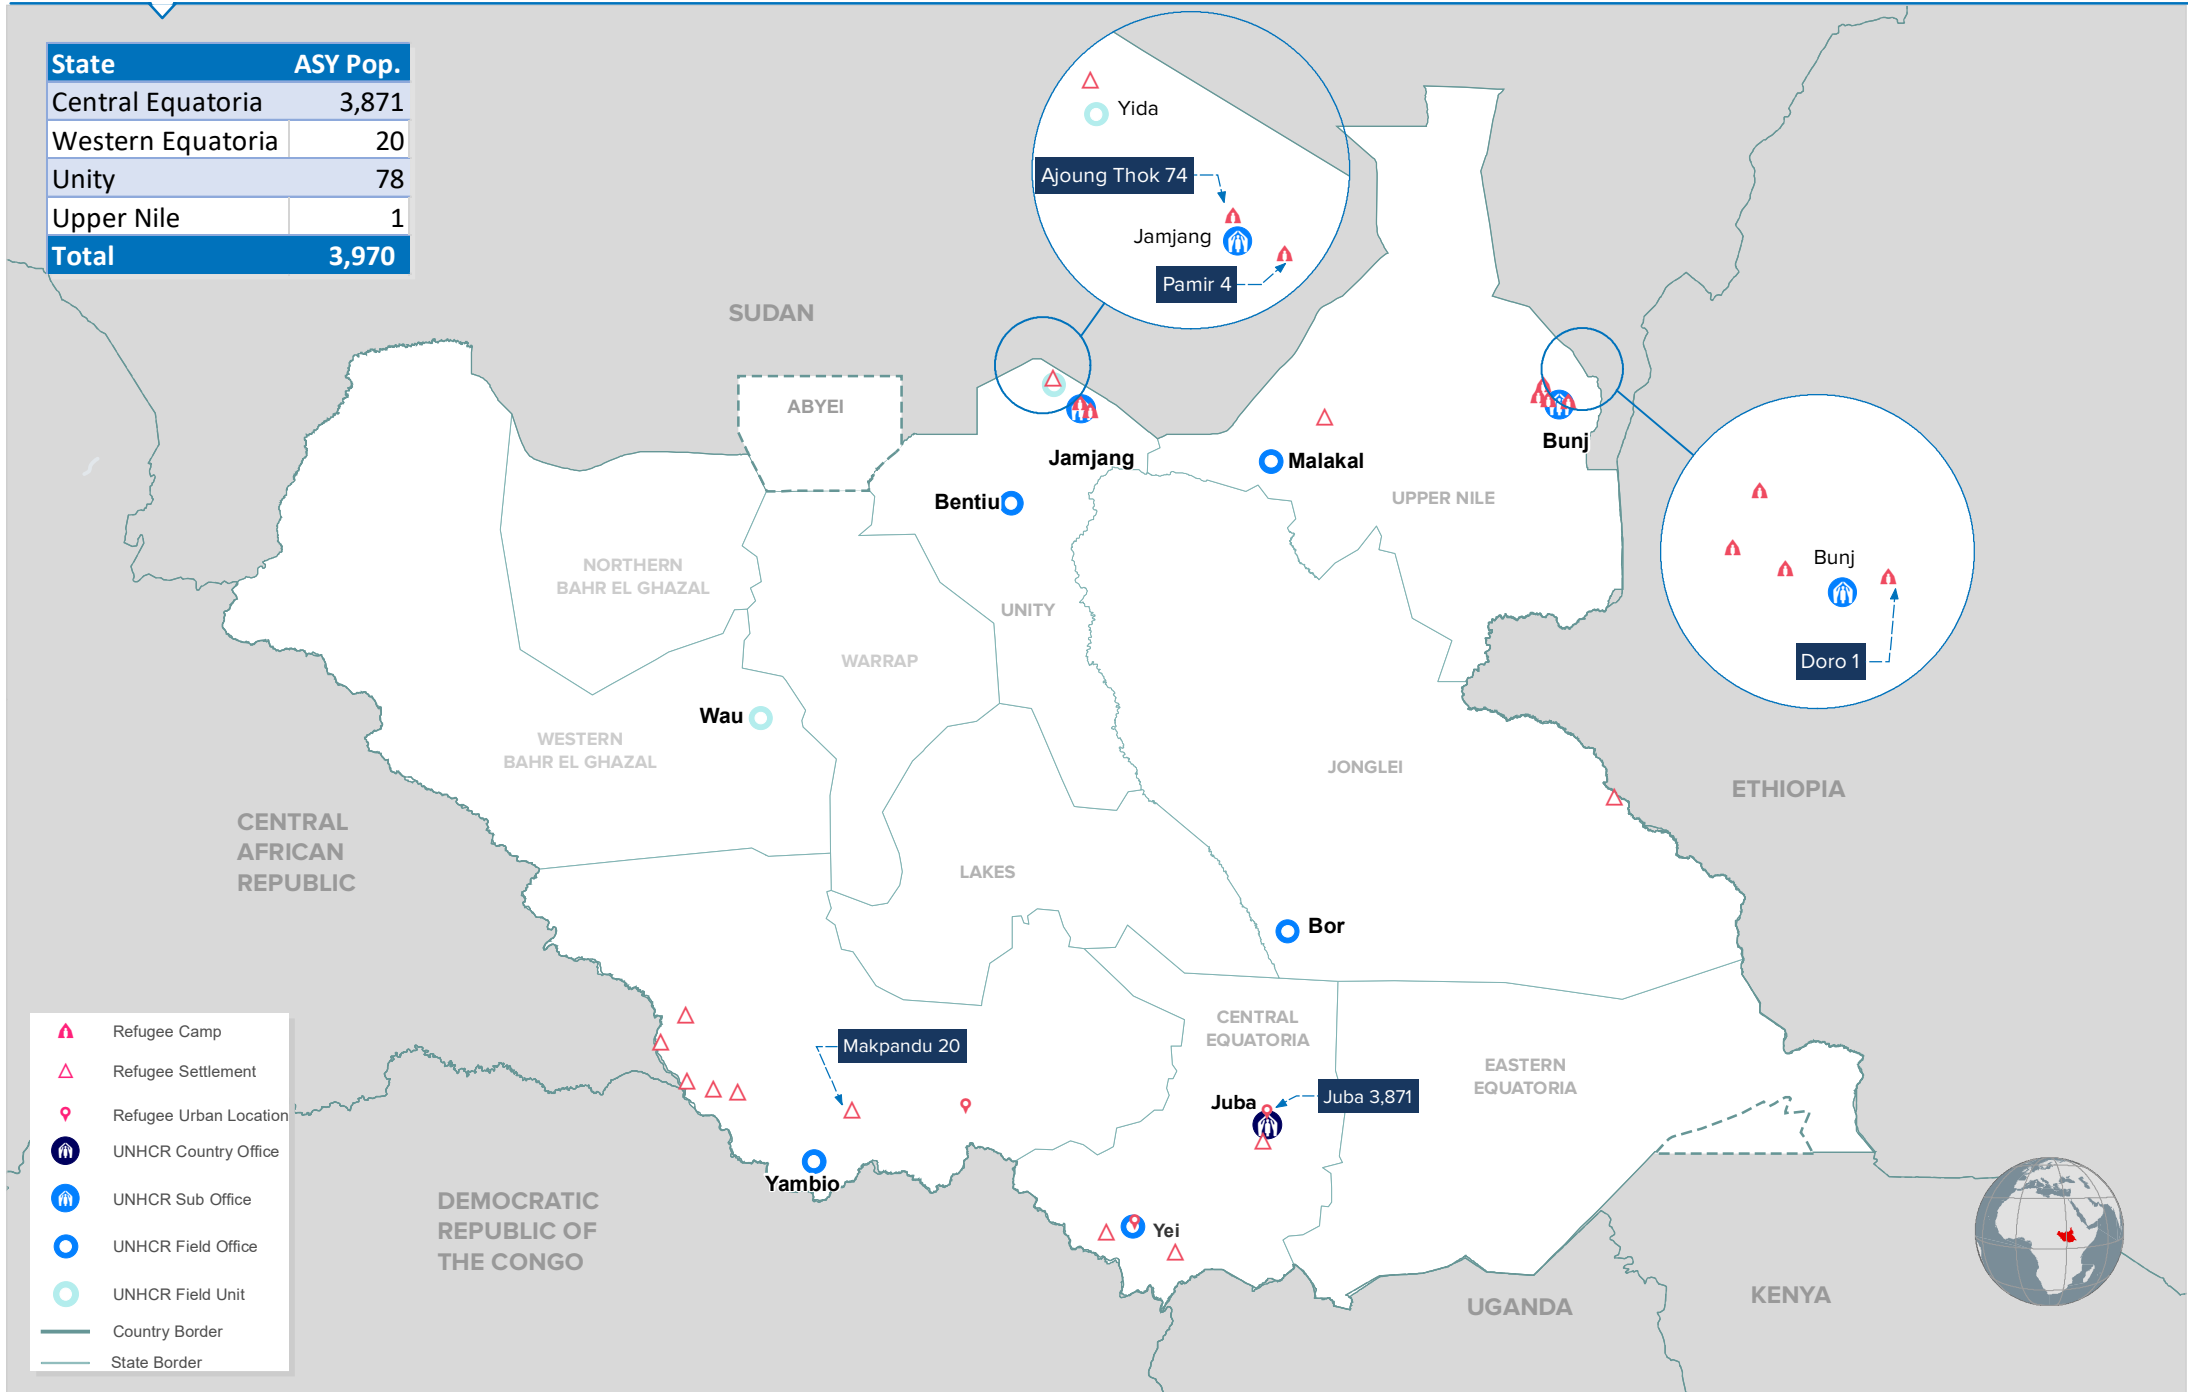 State ASY Pop.
Central Equatoria 3,871
Western Equatoria 20
Unity 78
Upper Nile 1
Total 3,970
Yida
Ajoung Thok 74
Jamjang
Pamir 4
SUDAN
ABYEI
Jamjang
Bentiu
Malakal
Bunj
UPPER NILE
Bunj
Doro 1
NORTHERN
BAHR EL GHAZAL
UNITY
WARRAP
Wau
WESTERN
BAHR EL GHAZAL
JONGLEI
ETHIOPIA
CENTRAL
AFRICAN
REPUBLIC
LAKES
Bor
CENTRAL
EQUATORIA
EASTERN
EQUATORIA
Makpandu 20
Juba
Juba 3,871
Yambio
Yei
DEMOCRATIC
REPUBLIC OF
THE CONGO
UGANDA
KENYA
Refugee Camp
Refugee Settlement
Refugee Urban Location
UNHCR Country Office
UNHCR Sub Office
UNHCR Field Office
UNHCR Field Unit
Country Border
State Border